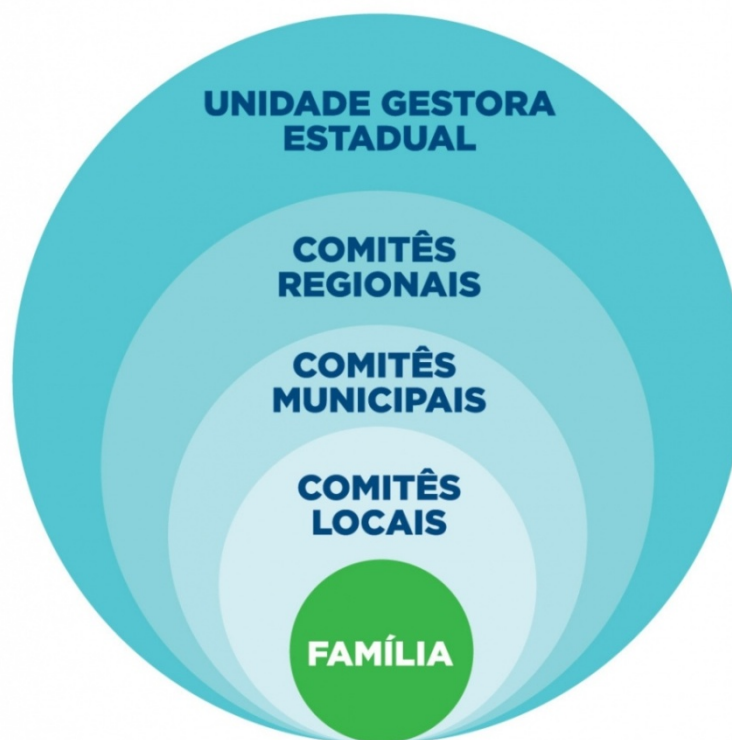 UNIDADE GESTORA
ESTADUAL
COMITÊS
REGIONAIS
COMITÊS
MUNICIPAIS
COMITÊS
LOCAIS
FAMÍLIA